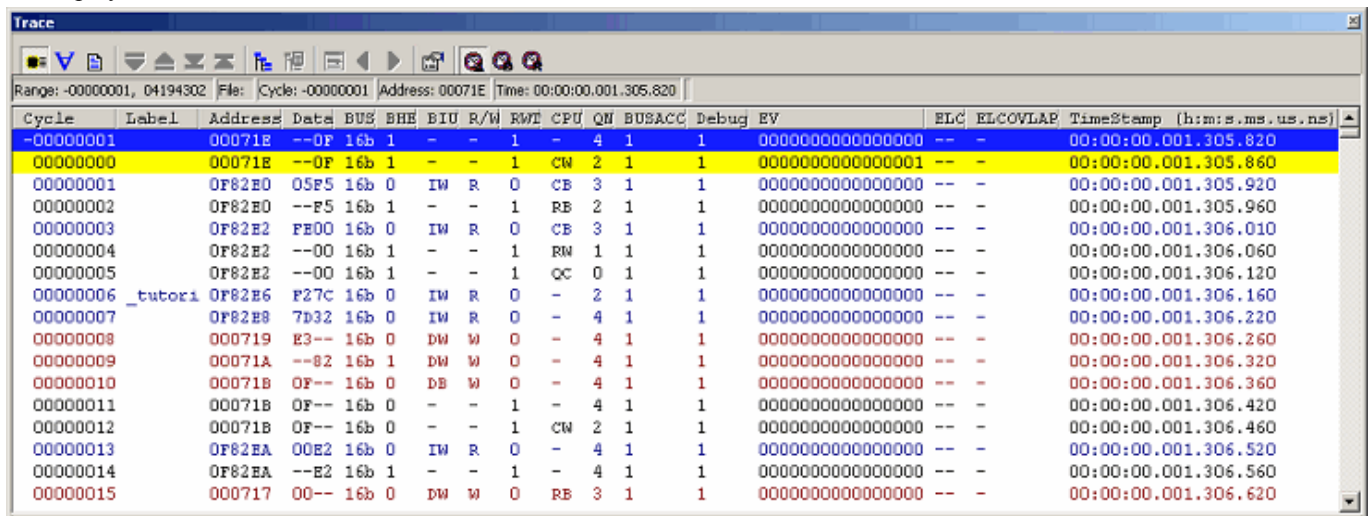 Trace
Range: -00000001, 04194302 File: Cycle: -00000001 Address: 00071E Time: 00:00:00.001.305.820
Cycle Label Address Data BUS BHE BIU R/W RWT CPU QN BUSACC Debug EV ELC ELCOVLAP TimeStamp (h:m:s.ms.us.ns)
-00000001 00071E --0F 16b 1 - - 1 - 4 1 1 0000000000000000 -- - 00:00:00.001.305.820
00000000 00071E --0F 16b 1 - - 1 CW 2 1 1 0000000000000001 -- - 00:00:00.001.305.860
00000001 0F82E0 05F5 16b 0 IW R 0 CB 3 1 1 0000000000000000 -- - 00:00:00.001.305.920
00000002 0F82E0 --F5 16b 1 - - 1 RB 2 1 1 0000000000000000 -- - 00:00:00.001.305.960
00000003 0F82E2 FE00 16b 0 IW R 0 CB 3 1 1 0000000000000000 -- - 00:00:00.001.306.010
00000004 0F82E2 --00 16b 1 - - 1 RW 1 1 1 0000000000000000 -- - 00:00:00.001.306.060
00000005 0F82E2 --00 16b 1 - - 1 QC 0 1 1 0000000000000000 -- - 00:00:00.001.306.120
00000006 _tutori 0F82E6 F27C 16b 0 IW R 0 - 2 1 1 0000000000000000 -- - 00:00:00.001.306.160
00000007 0F82E8 7D32 16b 0 IW R 0 - 4 1 1 0000000000000000 -- - 00:00:00.001.306.220
00000008 000719 E3-- 16b 0 DW W 0 - 4 1 1 0000000000000000 -- - 00:00:00.001.306.260
00000009 00071A --82 16b 1 DW W 0 - 4 1 1 0000000000000000 -- - 00:00:00.001.306.320
00000010 00071B 0F-- 16b 0 DB W 0 - 4 1 1 0000000000000000 -- - 00:00:00.001.306.360
00000011 00071B 0F-- 16b 0 - - 1 - 4 1 1 0000000000000000 -- - 00:00:00.001.306.420
00000012 00071B 0F-- 16b 0 - - 1 CW 2 1 1 0000000000000000 -- - 00:00:00.001.306.460
00000013 0F82EA 00E2 16b 0 IW R 0 - 4 1 1 0000000000000000 -- - 00:00:00.001.306.520
00000014 0F82EA --E2 16b 1 - - 1 - 4 1 1 0000000000000000 -- - 00:00:00.001.306.560
00000015 000717 00-- 16b 0 DW W 0 RB 3 1 1 0000000000000000 -- - 00:00:00.001.306.620